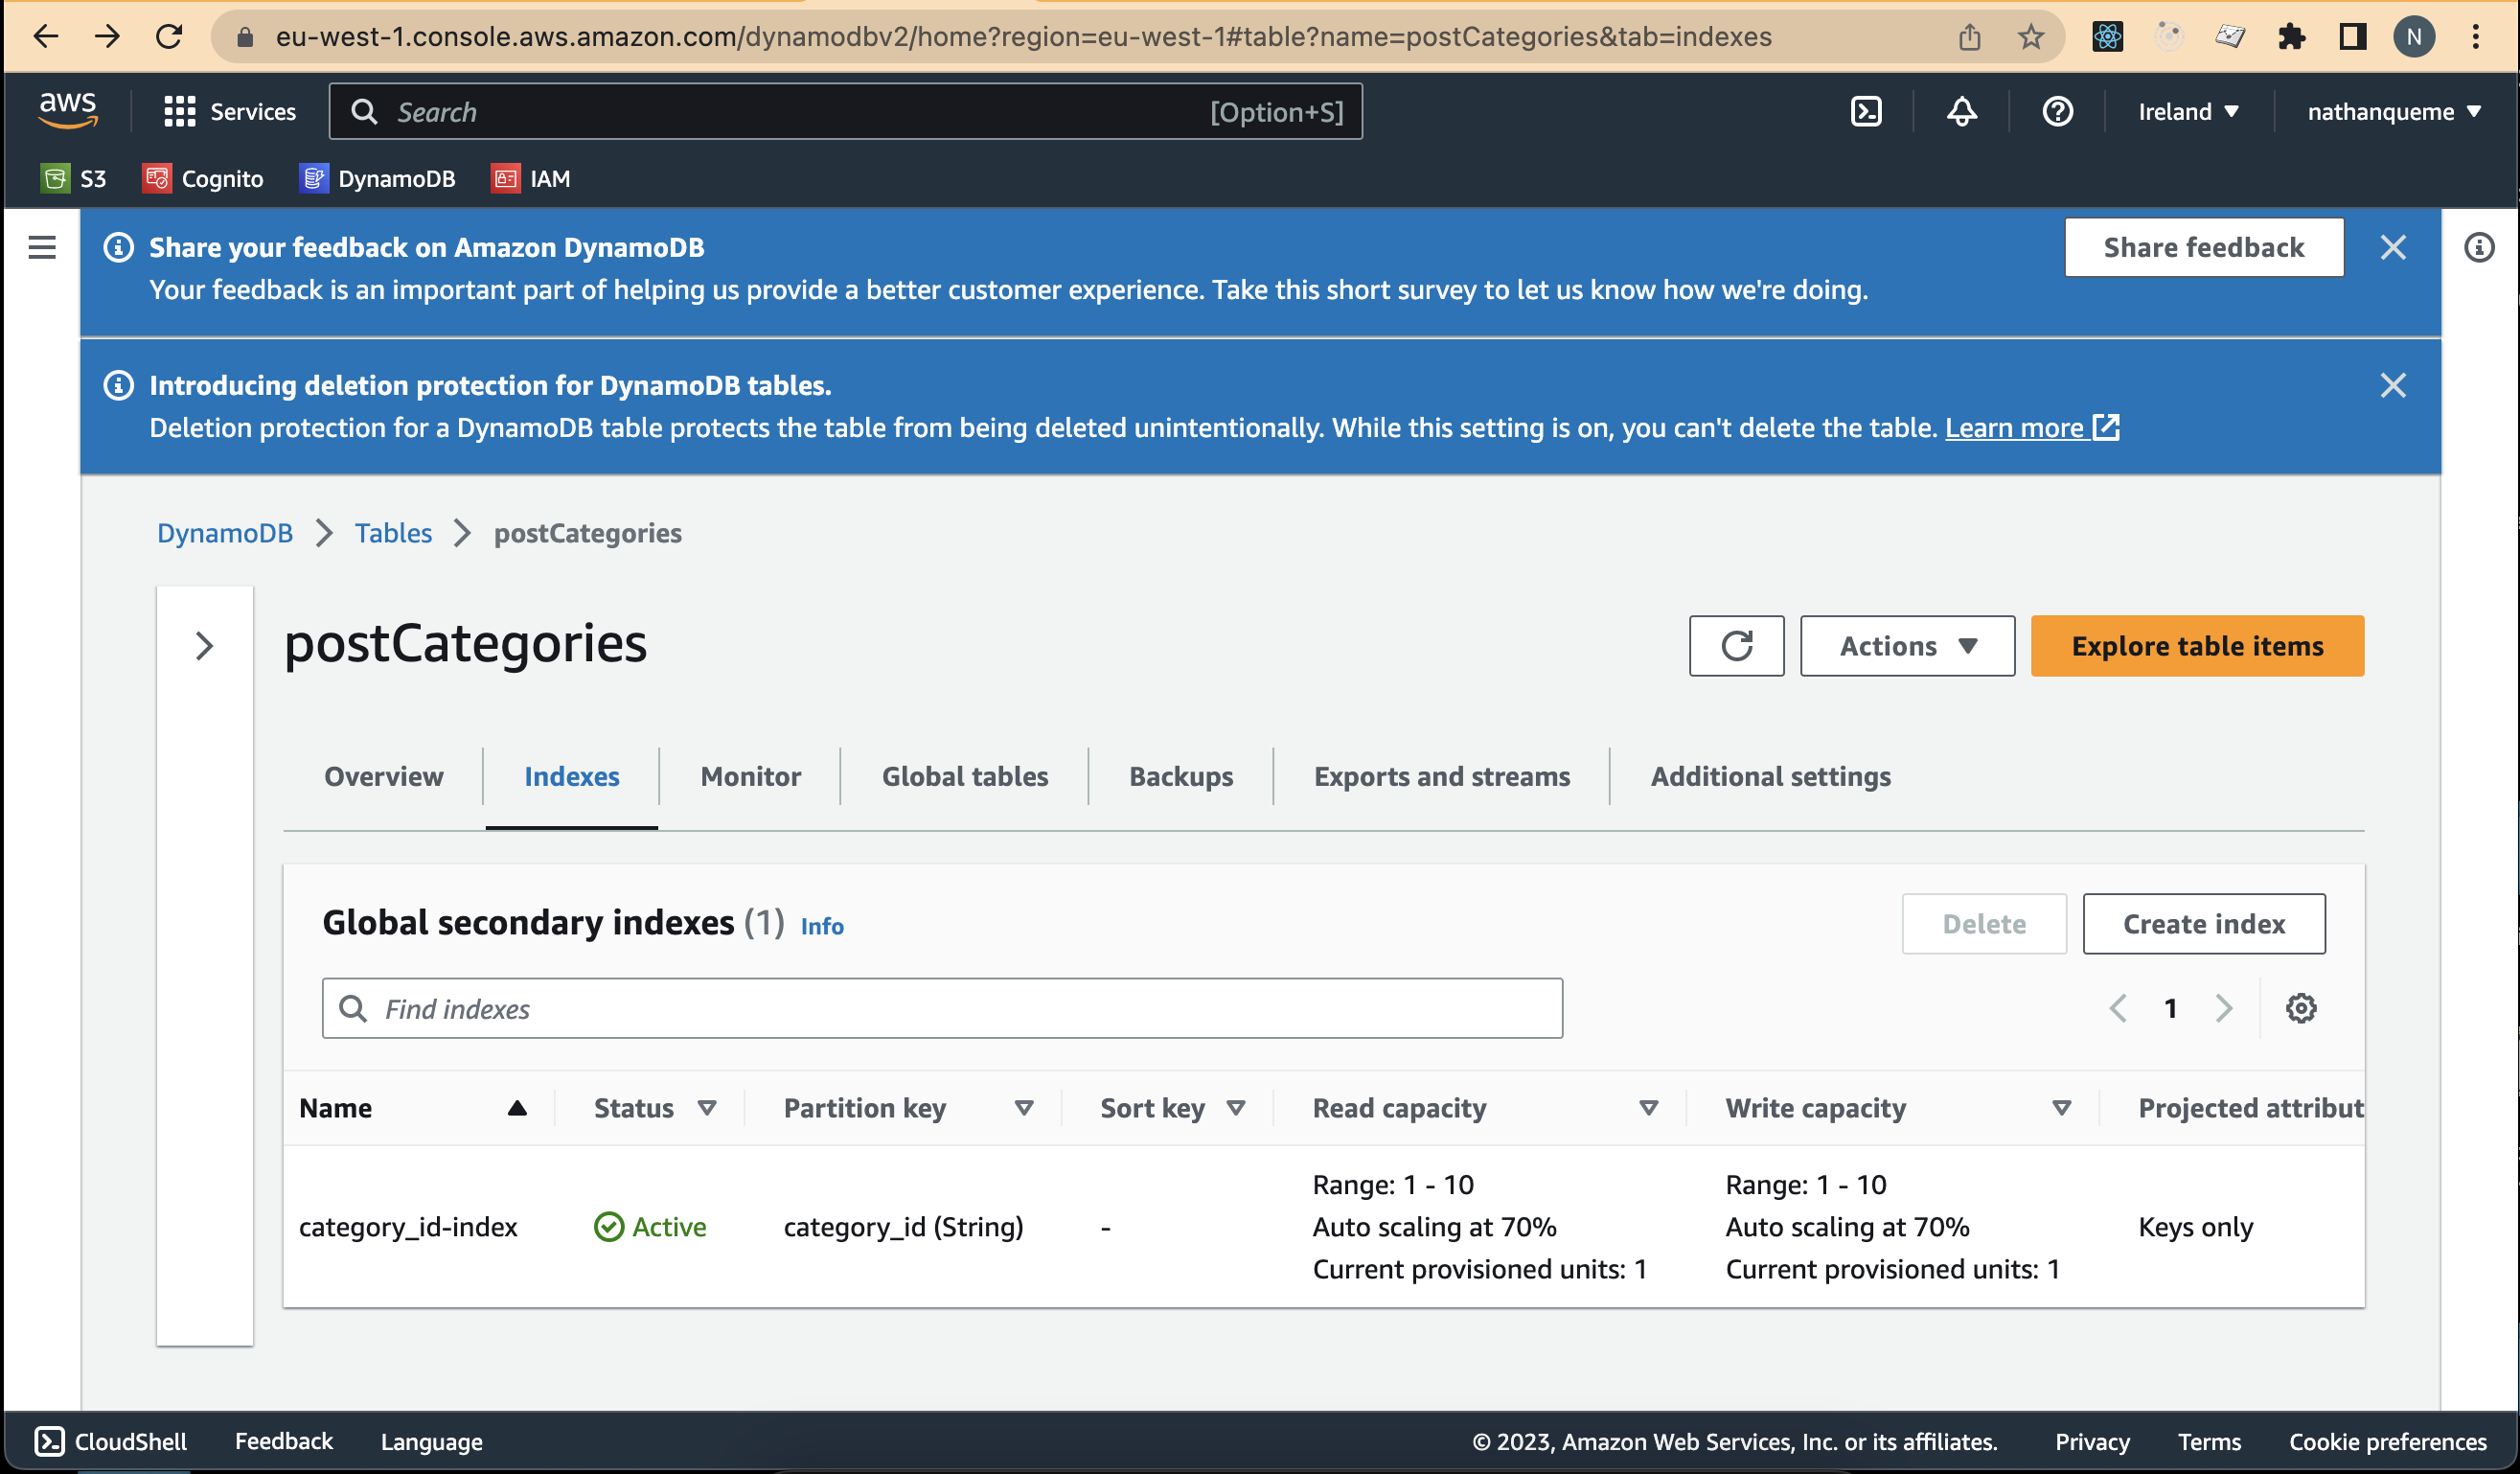 eu-west-1.console.aws.amazon.com/dynamodbv2/home?region=eu-west-1#table?name=postCategories&tab=indexes
N
aws
Services
Search
[Option+S]
Ireland
nathanqueme
S3
Cognito
DynamoDB
IAM
Share your feedback on Amazon DynamoDB
Share feedback
Your feedback is an important part of helping us provide a better customer experience. Take this short survey to let us know how we're doing.
Introducing deletion protection for DynamoDB tables.
Deletion protection for a DynamoDB table protects the table from being deleted unintentionally. While this setting is on, you can't delete the table. Learn more
DynamoDB
Tables
postCategories
postCategories
Actions
Explore table items
Overview
Indexes
Monitor
Global tables
Backups
Exports and streams
Additional settings
Global secondary indexes (1) Info
Delete
Create index
Find indexes
1
Name
Status
Partition key
Sort key
Read capacity
Write capacity
Projected attribut
category_id-index
Active
category_id (String)
-
Range: 1 - 10
Auto scaling at 70%
Current provisioned units: 1
Range: 1 - 10
Auto scaling at 70%
Current provisioned units: 1
Keys only
CloudShell
Feedback
Language
© 2023, Amazon Web Services, Inc. or its affiliates.
Privacy
Terms
Cookie preferences